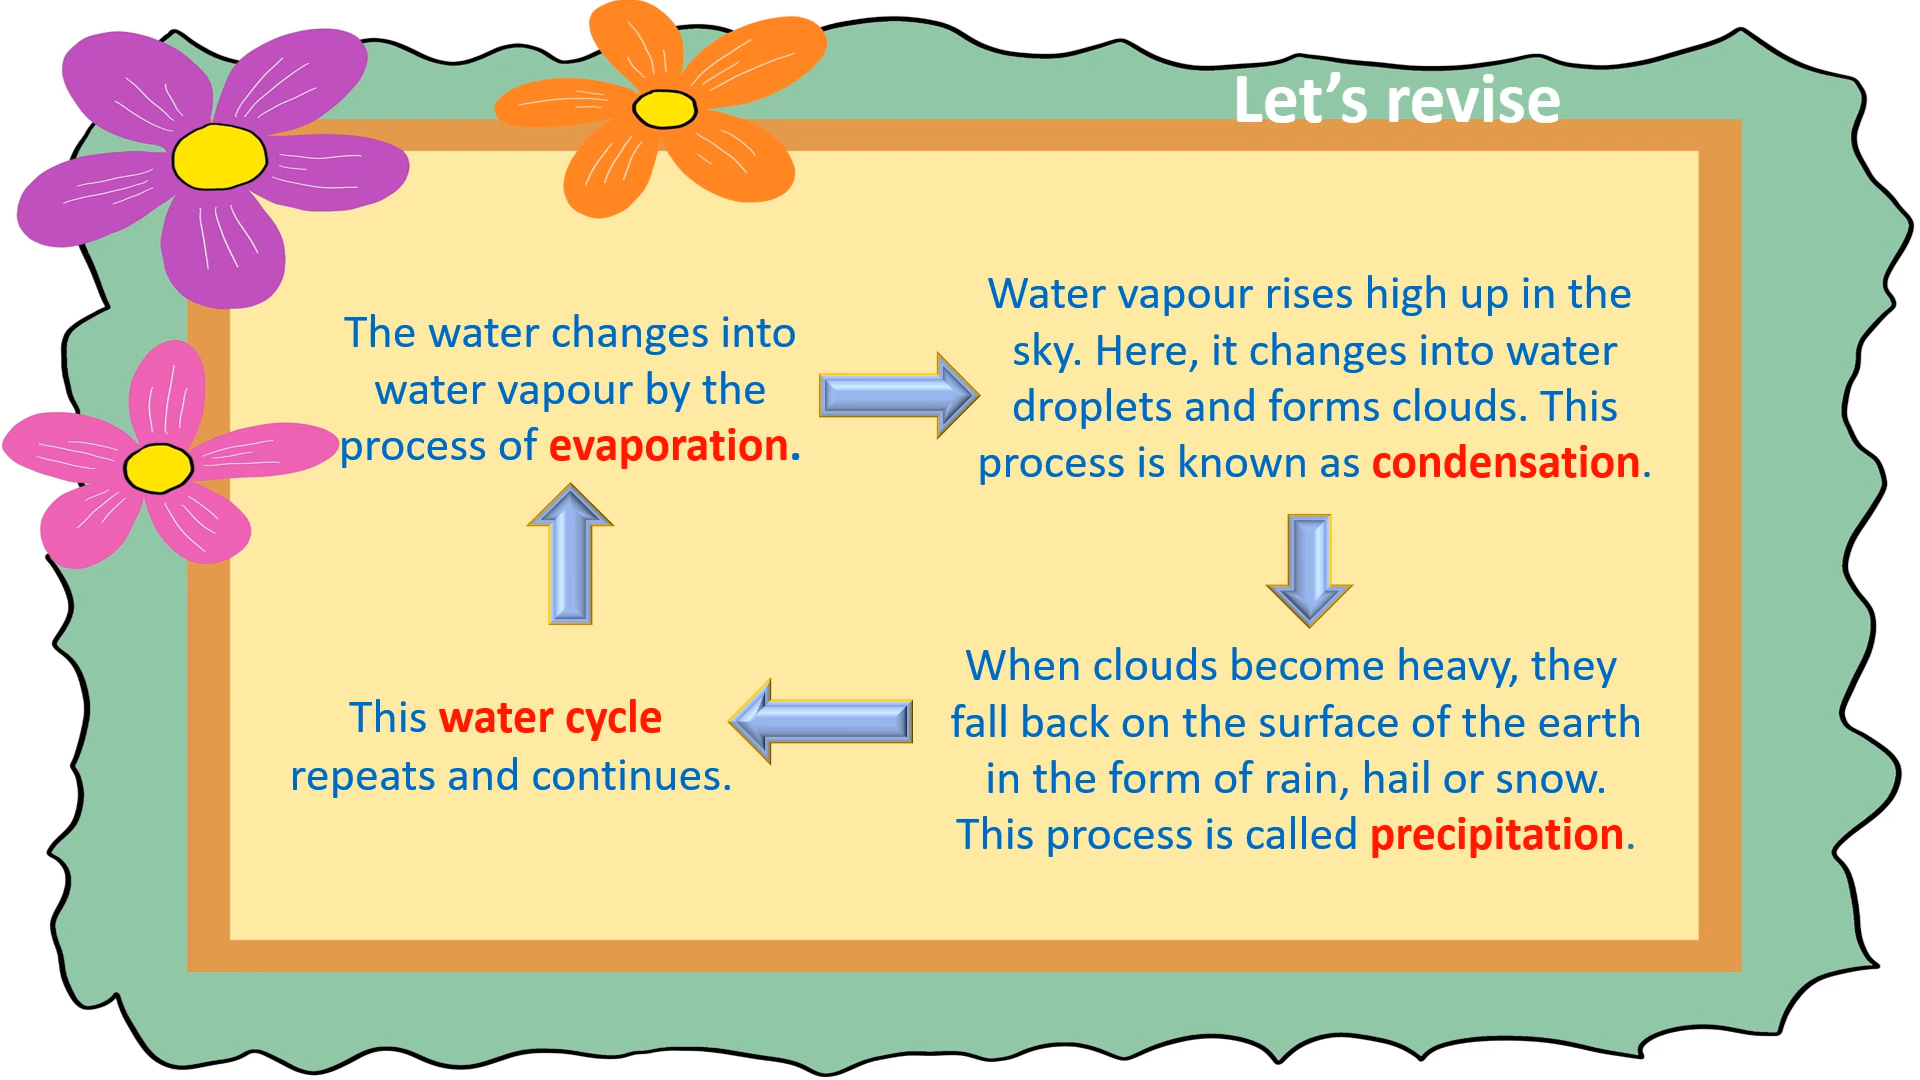 Let's revise
The water changes into
water vapour by the
process of evaporation.
Water vapour rises high up in the
sky. Here, it changes into water
droplets and forms clouds. This
process is known as condensation.
When clouds become heavy, they
fall back on the surface of the earth
in the form of rain, hail or snow.
This process is called precipitation.
This water cycle
repeats and continues.